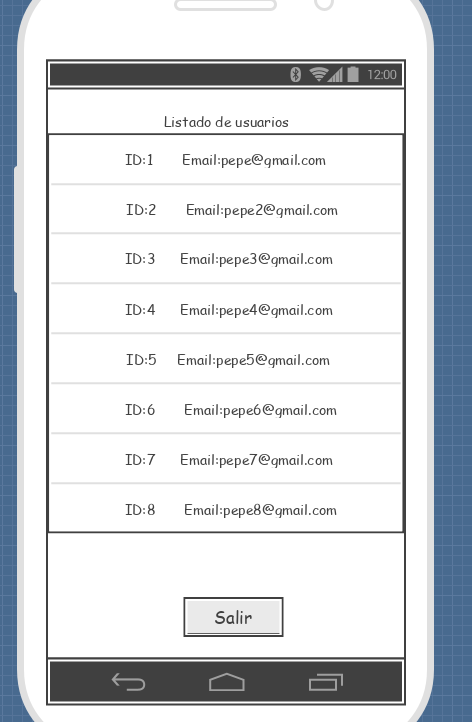 12:00
Listado de usuarios
ID:1 Email:pepe@gmail.com
ID:2 Email:pepe2@gmail.com
ID:3 Email:pepe3@gmail.com
ID:4 Email:pepe4@gmail.com
ID:5 Email:pepe5@gmail.com
ID:6 Email:pepe6@gmail.com
ID:7 Email:pepe7@gmail.com
ID:8 Email:pepe8@gmail.com
Salir